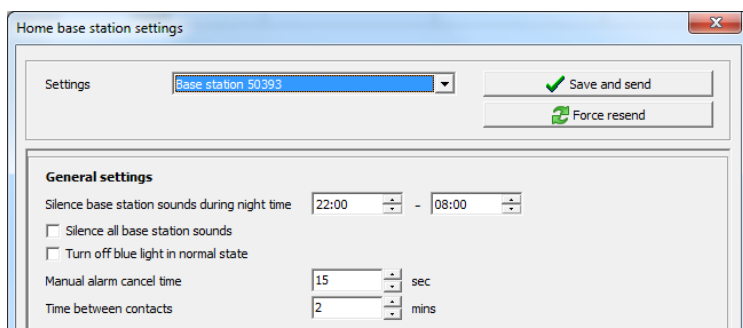 Home base station settings
Settings Base station 50393 Save and send
Force resend
General settings
Silence base station sounds during night time 22:00 - 08:00
Silence all base station sounds
Turn off blue light in normal state
Manual alarm cancel time 15 sec
Time between contacts 2 mins